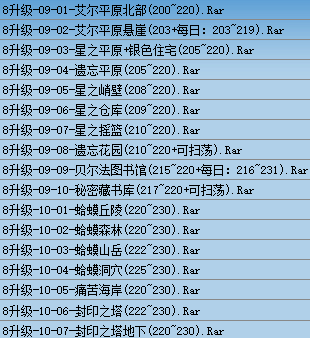 8升级-09-01-艾尔平原北部(200~220).Rar
8升级-09-02-艾尔平原悬崖(203+每日：203~219).Rar
8升级-09-03-星之平原+银色住宅(205~220).Rar
8升级-09-04-遗忘平原(205~220).Rar
8升级-09-05-星之峭壁(208~220).Rar
8升级-09-06-星之仓库(209~220).Rar
8升级-09-07-星之摇篮(210~220).Rar
8升级-09-08-遗忘花园(210~220+可扫荡).Rar
8升级-09-09-贝尔法图书馆(215~220+每日：216~231).Rar
8升级-09-10-秘密藏书库(217~220+可扫荡).Rar
8升级-10-01-蛤蟆丘陵(220~230).Rar
8升级-10-02-蛤蟆森林(220~230).Rar
8升级-10-03-蛤蟆山岳(222~230).Rar
8升级-10-04-蛤蟆洞穴(225~230).Rar
8升级-10-05-痛苦海岸(220~230).Rar
8升级-10-06-封印之塔(222~230).Rar
8升级-10-07-封印之塔地下(220~230).Rar